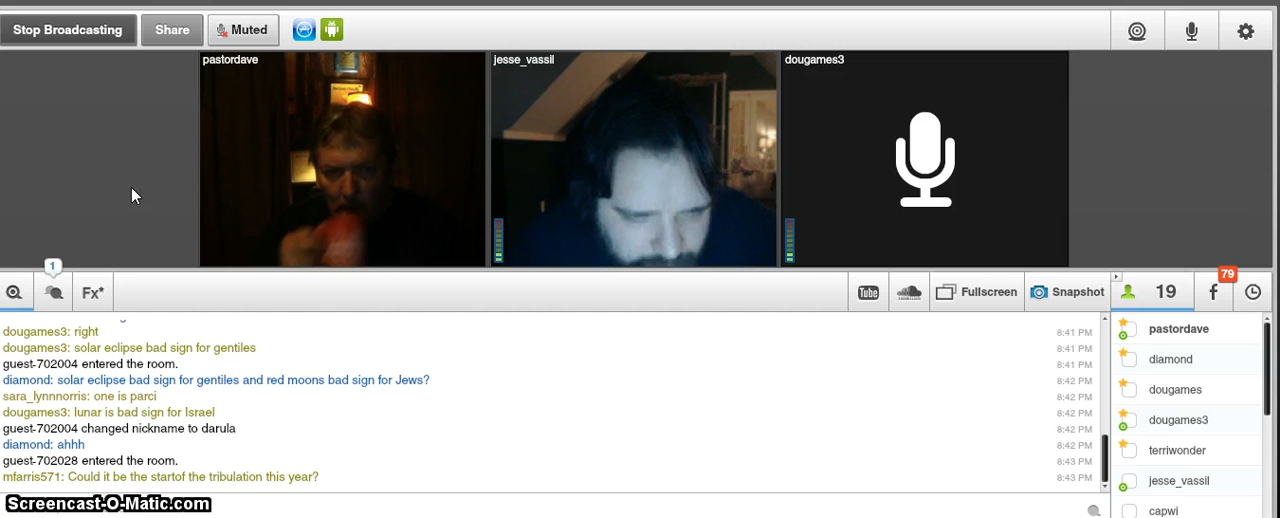 Stop Broadcasting Share Muted
pastordave jesse_vassil dougames3
1
79
Fx* You Tube Fullscreen Snapshot 19 f
dougames3: right 8:41 PM
dougames3: solar eclipse bad sign for gentiles 8:41 PM
guest-702004 entered the room. 8:41 PM
diamond: solar eclipse bad sign for gentiles and red moons bad sign for Jews? 8:42 PM
sara_lynnnorris: one is parci 8:42 PM
dougames3: lunar is bad sign for Israel 8:42 PM
guest-702004 changed nickname to darula 8:42 PM
diamond: ahhh 8:42 PM
guest-702028 entered the room. 8:43 PM
mfarris571: Could it be the startof the tribulation this year? 8:43 PM
pastordave
diamond
dougames
dougames3
terriwonder
jesse_vassil
capwi
Screencast-O-Matic.com